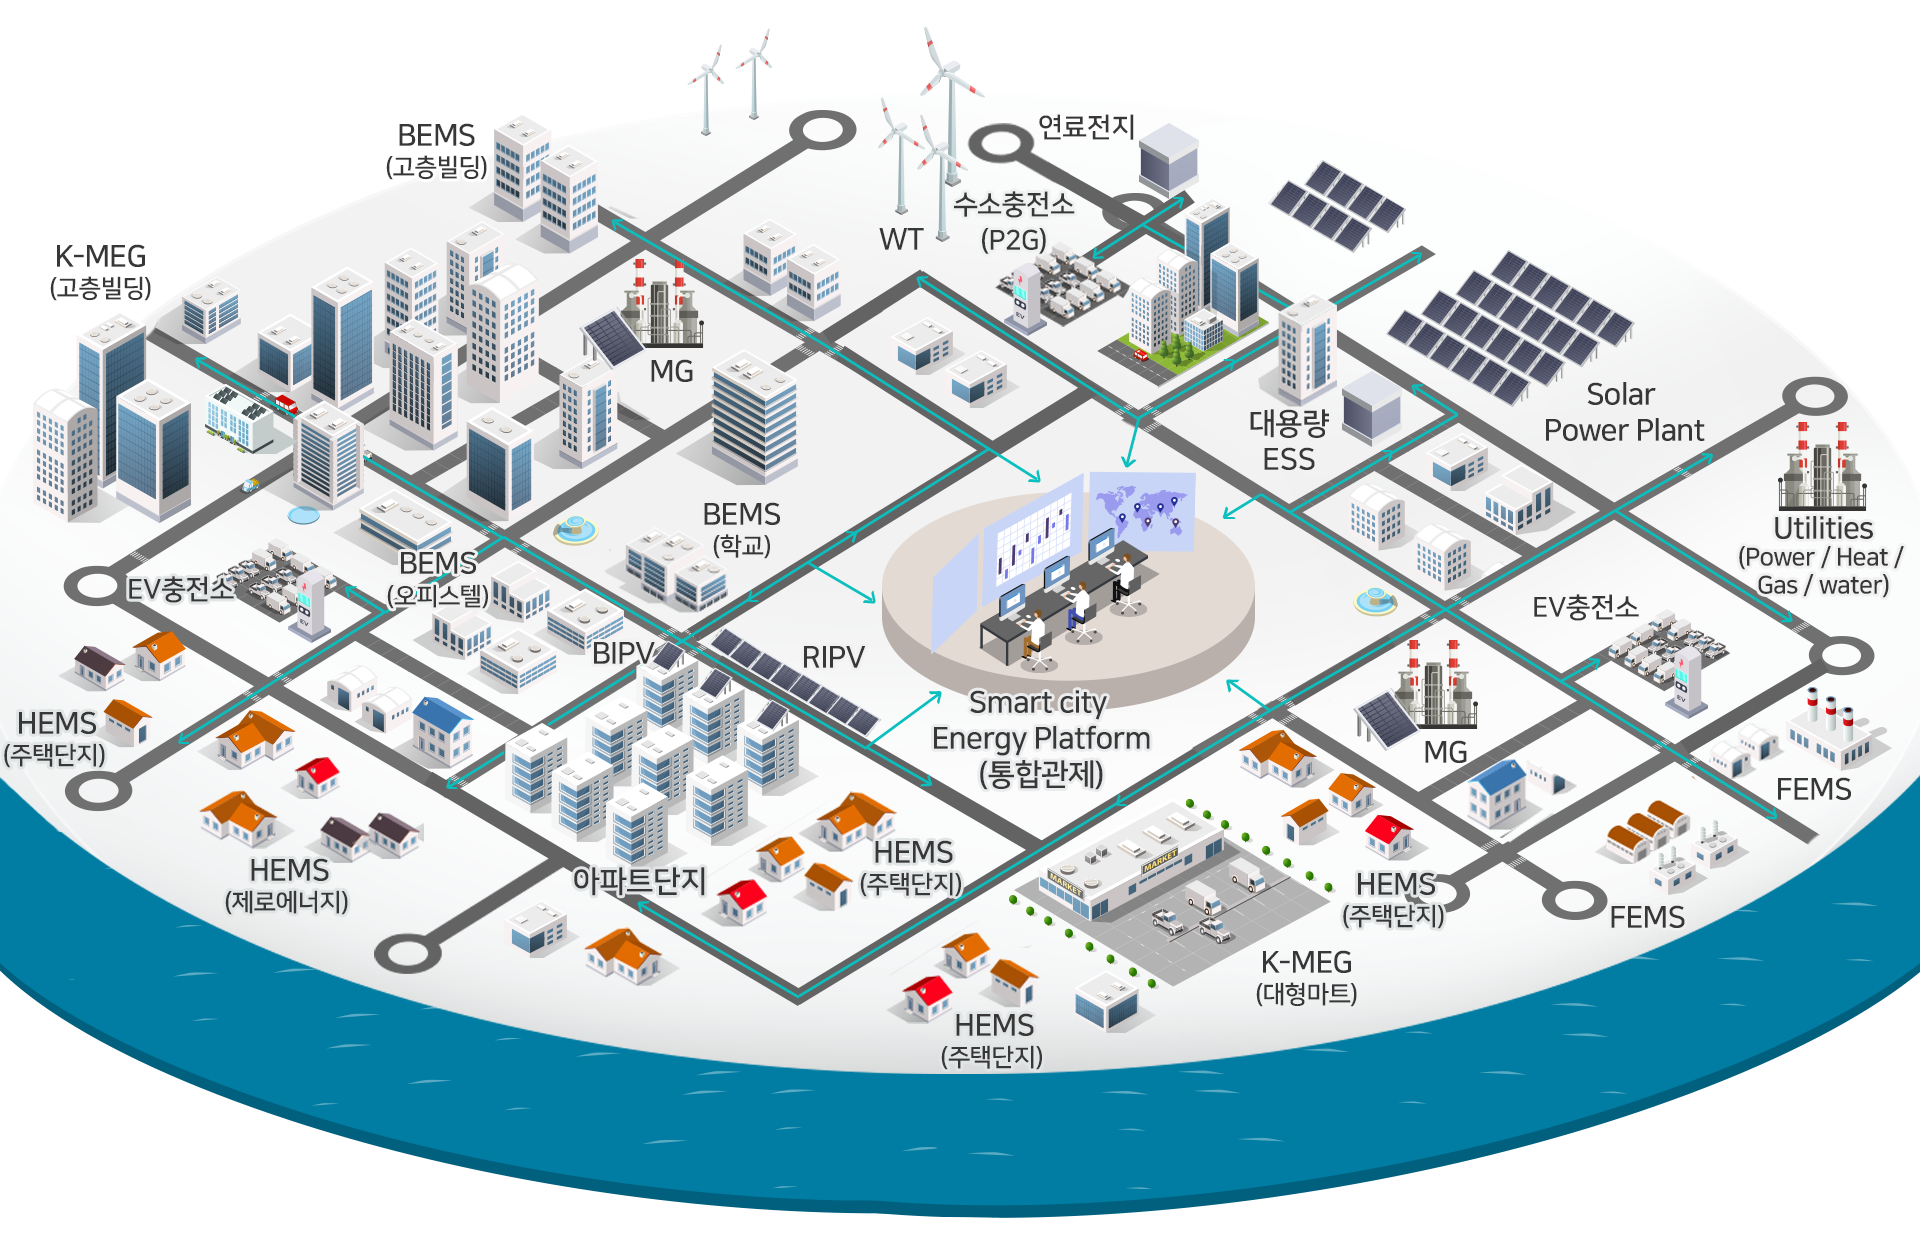 BEMS
(고층빌딩)
연료전지
수소충전소
(P2G)
WT
K-MEG
(고층빌딩)
MG
Solar
Power Plant
대용량
ESS
BEMS
(학교)
Utilities
(Power / Heat /
Gas / water)
BEMS
(오피스텔)
EV충전소
EV
EV
EV충전소
EV
BIPV
RIPV
HEMS
(주택단지)
Smart city
Energy Platform
(통합관제)
MG
FEMS
HEMS
(제로에너지)
아파트단지
HEMS
(주택단지)
MARKET
MARKET
HEMS
(주택단지)
FEMS
K-MEG
(대형마트)
HEMS
(주택단지)